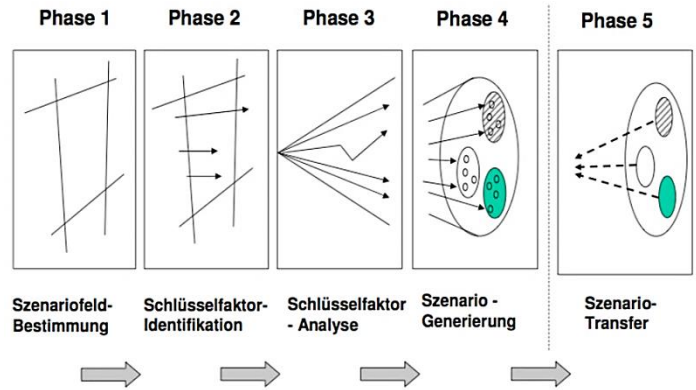 Phase 1
Phase 2
Phase 3
Phase 4
Phase 5
Szenariofeld-
Bestimmung
Schlüsselfaktor-
Identifikation
Schlüsselfaktor
- Analyse
Szenario -
Generierung
Szenario-
Transfer